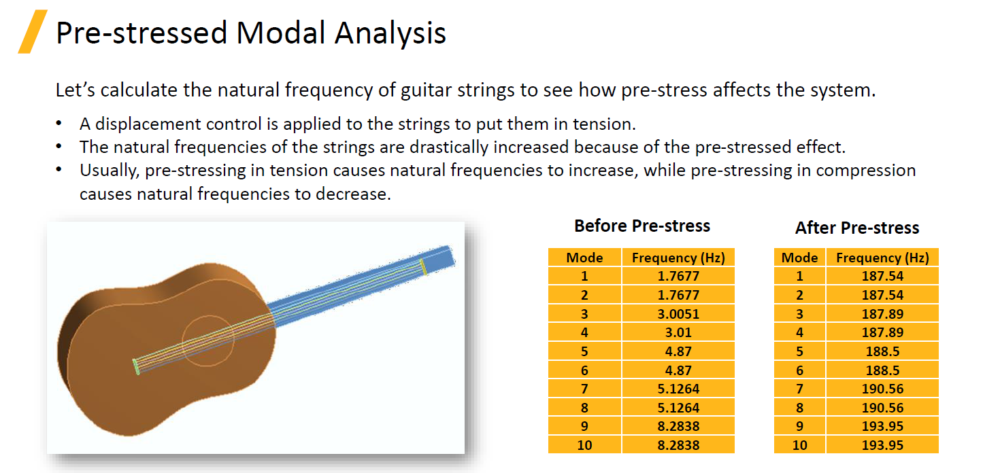 Pre-stressed Modal Analysis
Let’s calculate the natural frequency of guitar strings to see how pre-stress affects the system.
• A displacement control is applied to the strings to put them in tension.
• The natural frequencies of the strings are drastically increased because of the pre-stressed effect.
• Usually, pre-stressing in tension causes natural frequencies to increase, while pre-stressing in compression
causes natural frequencies to decrease.
Before Pre-stress
Mode Frequency (Hz)
1 1.7677
2 1.7677
3 3.0051
4 3.01
5 4.87
6 4.87
7 5.1264
8 5.1264
9 8.2838
10 8.2838
After Pre-stress
Mode Frequency (Hz)
1 187.54
2 187.54
3 187.89
4 187.89
5 188.5
6 188.5
7 190.56
8 190.56
9 193.95
10 193.95